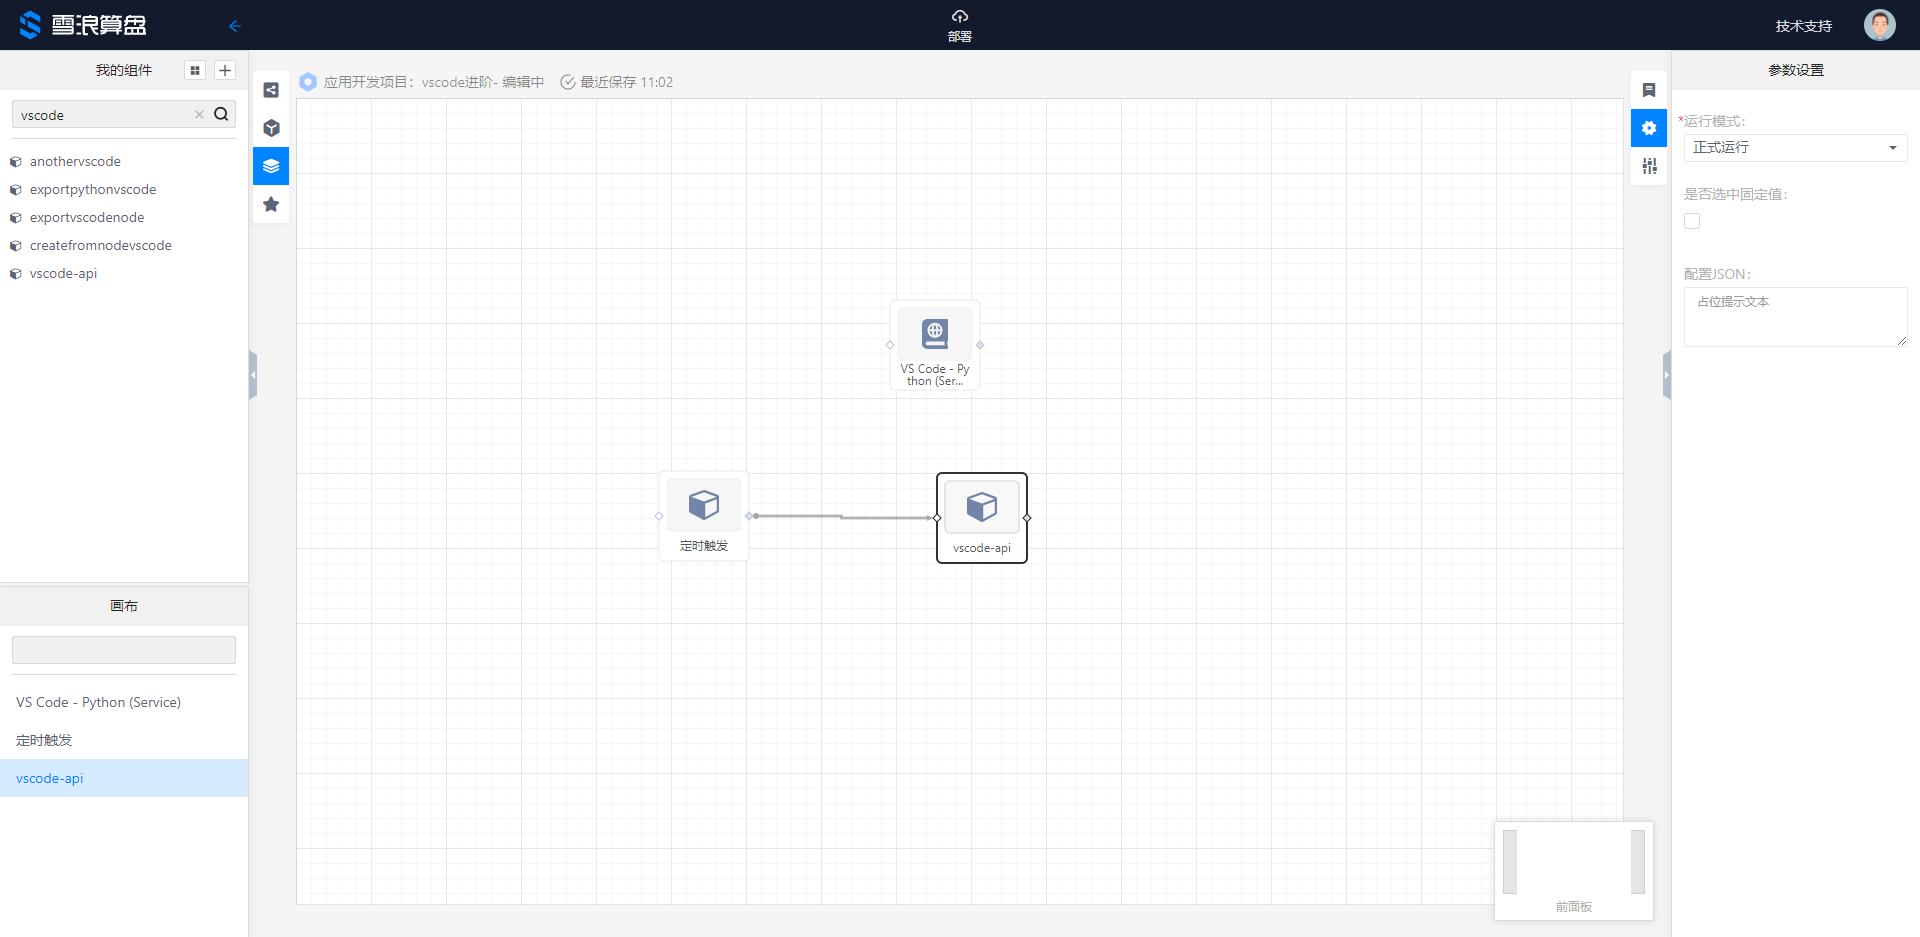 雪浪算盘
部署
技术支持
我的组件
vscode
anothervscode
exportpythonvscode
exportvscodenode
createfromnodevscode
vscode-api
画布
VS Code - Python (Service)
定时触发
vscode-api
应用开发项目：vscode进阶- 编辑中
最近保存 11:02
VS Code - Py
thon (Ser...
定时触发
vscode-api
前面板
参数设置
*运行模式：
正式运行
是否选中固定值：
配置JSON：
占位提示文本